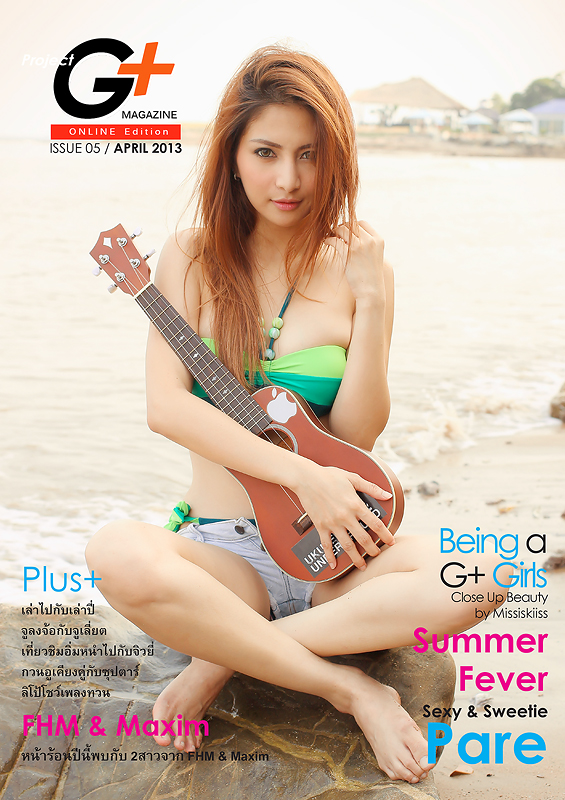 Project
G+
MAGAZINE
ONLINE Edition
ISSUE 05 / APRIL 2013
Plus+
เล่าไปกับเล่าปี่
จูลงจ้อกับจูเลี่ยต
เที่ยวชิมอิ่มหนำไปกับจิวยี่
กวนอูเคียงคู่กับซุปตาร์
ลิโป้โชว์เพลงทวน
FHM & Maxim
หน้าร้อนปีนี้พบกับ 2สาวจาก FHM & Maxim
Being a
G+ Girls
Close Up Beauty
by Missiskiiss
Summer
Fever
Sexy & Sweetie
Pare